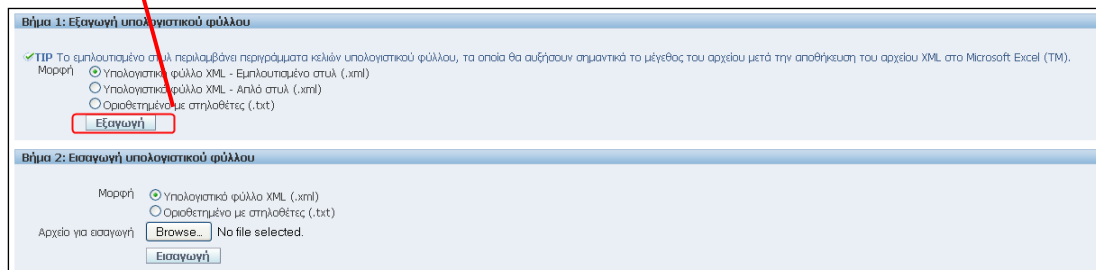 Βήμα 1: Εξαγωγή υπολογιστικού φύλλου
TIP Το εμπλουτισμένο στυλ περιλαμβάνει περιγράμματα κελιών υπολογιστικού φύλλου, τα οποία θα αυξήσουν σημαντικά το μέγεθος του αρχείου μετά την αποθήκευση του αρχείου XML στο Microsoft Excel (TM).
Μορφή Υπολογιστικό φύλλο XML - Εμπλουτισμένο στυλ (.xml)
Υπολογιστικό φύλλο XML - Απλό στυλ (.xml)
Οριοθετημένο με στηλοθέτες (.txt)
Εξαγωγή
Βήμα 2: Εισαγωγή υπολογιστικού φύλλου
Μορφή Υπολογιστικό φύλλο XML (.xml)
Οριοθετημένο με στηλοθέτες (.txt)
Αρχείο για εισαγωγή Browse... No file selected.
Εισαγωγή